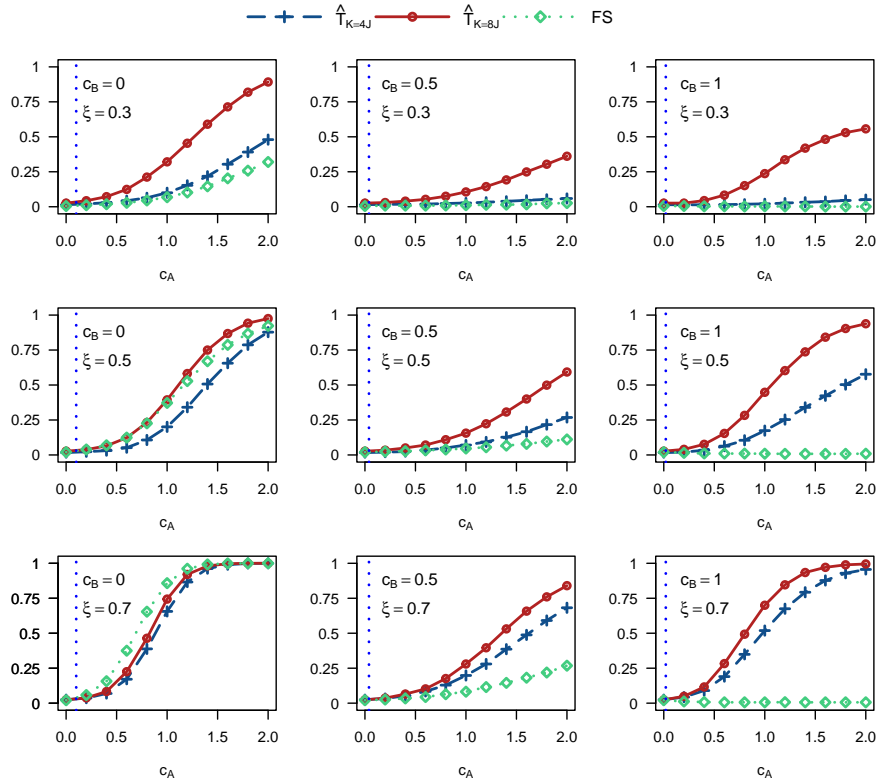 T̂K=4J T̂K=8J FS
1 1 1
cB = 0 cB = 0.5 cB = 1
0.75 0.75 0.75
ξ = 0.3 ξ = 0.3 ξ = 0.3
0.5 0.5 0.5
0.25 0.25 0.25
0 0 0
0.0 0.5 1.0 1.5 2.0 0.0 0.5 1.0 1.5 2.0 0.0 0.5 1.0 1.5 2.0
cA cA cA
1 1 1
cB = 0 cB = 0.5 cB = 1
0.75 0.75 0.75
ξ = 0.5 ξ = 0.5 ξ = 0.5
0.5 0.5 0.5
0.25 0.25 0.25
0 0 0
0.0 0.5 1.0 1.5 2.0 0.0 0.5 1.0 1.5 2.0 0.0 0.5 1.0 1.5 2.0
cA cA cA
1 1 1
cB = 0 cB = 0.5 cB = 1
0.75 0.75 0.75
ξ = 0.7 ξ = 0.7 ξ = 0.7
0.5 0.5 0.5
0.25 0.25 0.25
0 0 0
0.0 0.5 1.0 1.5 2.0 0.0 0.5 1.0 1.5 2.0 0.0 0.5 1.0 1.5 2.0
cA cA cA